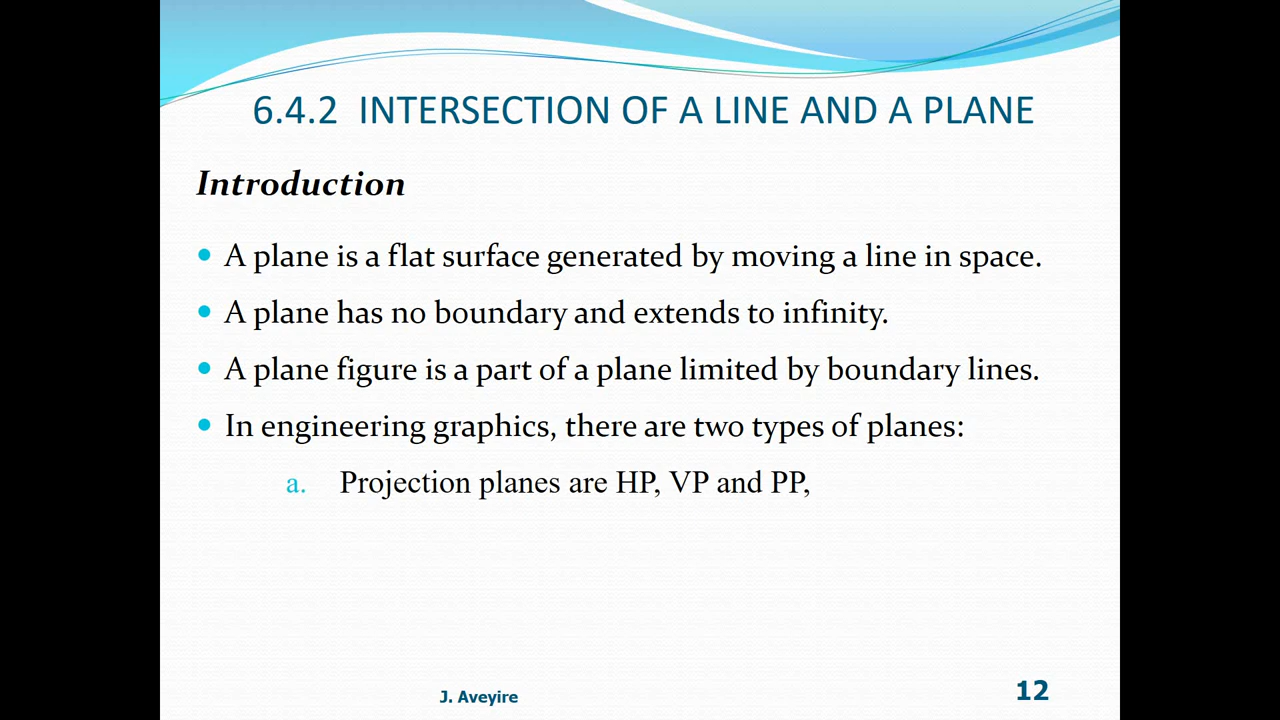 6.4.2 INTERSECTION OF A LINE AND A PLANE
Introduction
• A plane is a flat surface generated by moving a line in space.
• A plane has no boundary and extends to infinity.
• A plane figure is a part of a plane limited by boundary lines.
• In engineering graphics, there are two types of planes:
a. Projection planes are HP, VP and PP,
J. Aveyire
12